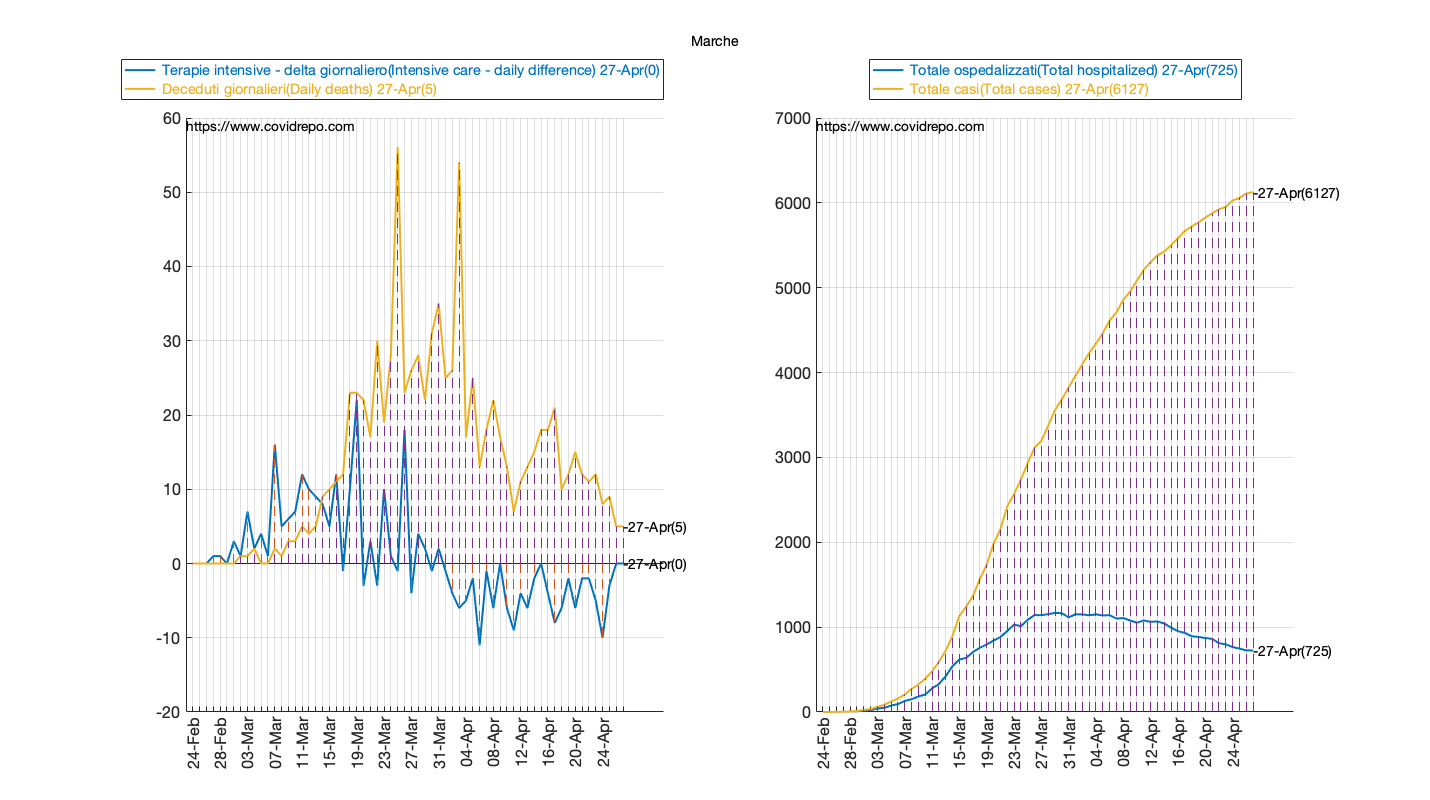 Marche
Terapie intensive - delta giornaliero(Intensive care - daily difference) 27-Apr(0)
Deceduti giornalieri(Daily deaths) 27-Apr(5)
https://www.covidrepo.com
60
50
40
30
20
10
0
-10
-20
-27-Apr(5)
-27-Apr(0)
24-Feb
28-Feb
03-Mar
07-Mar
11-Mar
15-Mar
19-Mar
23-Mar
27-Mar
31-Mar
04-Apr
08-Apr
12-Apr
16-Apr
20-Apr
24-Apr
Totale ospedalizzati(Total hospitalized) 27-Apr(725)
Totale casi(Total cases) 27-Apr(6127)
https://www.covidrepo.com
7000
6000
5000
4000
3000
2000
1000
0
-27-Apr(6127)
-27-Apr(725)
24-Feb
28-Feb
03-Mar
07-Mar
11-Mar
15-Mar
19-Mar
23-Mar
27-Mar
31-Mar
04-Apr
08-Apr
12-Apr
16-Apr
20-Apr
24-Apr